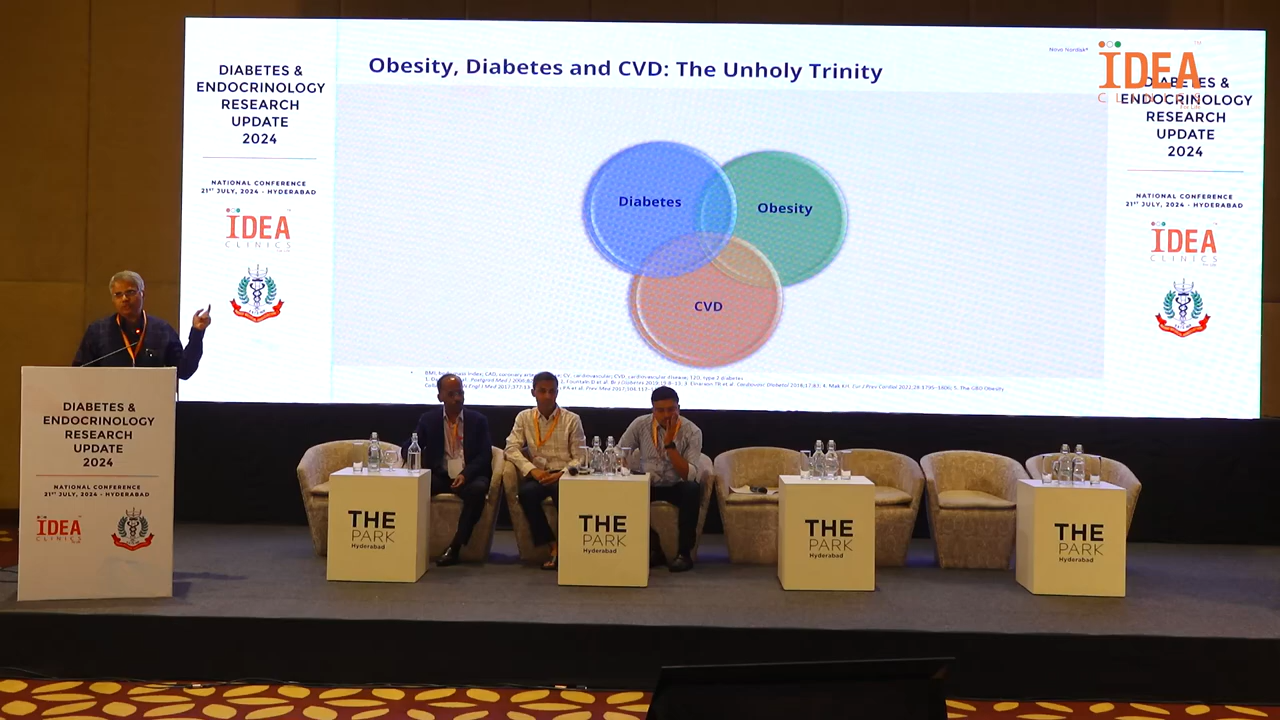 Obesity, Diabetes and CVD: The Unholy Trinity
Novo Nordisk®
DIABETES &
ENDOCRINOLOGY
RESEARCH
UPDATE
2024
NATIONAL CONFERENCE
21ST JULY, 2024 - HYDERABAD
IDEA
CLINICS
Diabetes
Obesity
CVD
IDEA
CLINICS
DIABETES &
ENDOCRINOLOGY
RESEARCH
UPDATE
2024
NATIONAL CONFERENCE
21ST JULY, 2024 - HYDERABAD
IDEA
CLINICS
DIABETES &
ENDOCRINOLOGY
RESEARCH
UPDATE
2024
NATIONAL CONFERENCE
21ST JULY, 2024 - HYDERABAD
IDEA
CLINICS
THE
PARK
Hyderabad
THE
PARK
Hyderabad
THE
PARK
Hyderabad
THE
PARK
Hyderabad